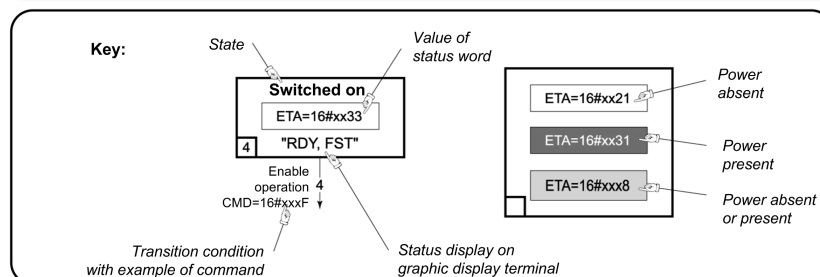 Key:
State
Value of
status word
Switched on
ETA=16#xx33
"RDY, FST"
4
Enable
operation 4
CMD=16#xxxF
Transition condition
with example of command
Status display on
graphic display terminal
ETA=16#xx21
ETA=16#xx31
ETA=16#xxx8
Power
absent
Power
present
Power absent
or present